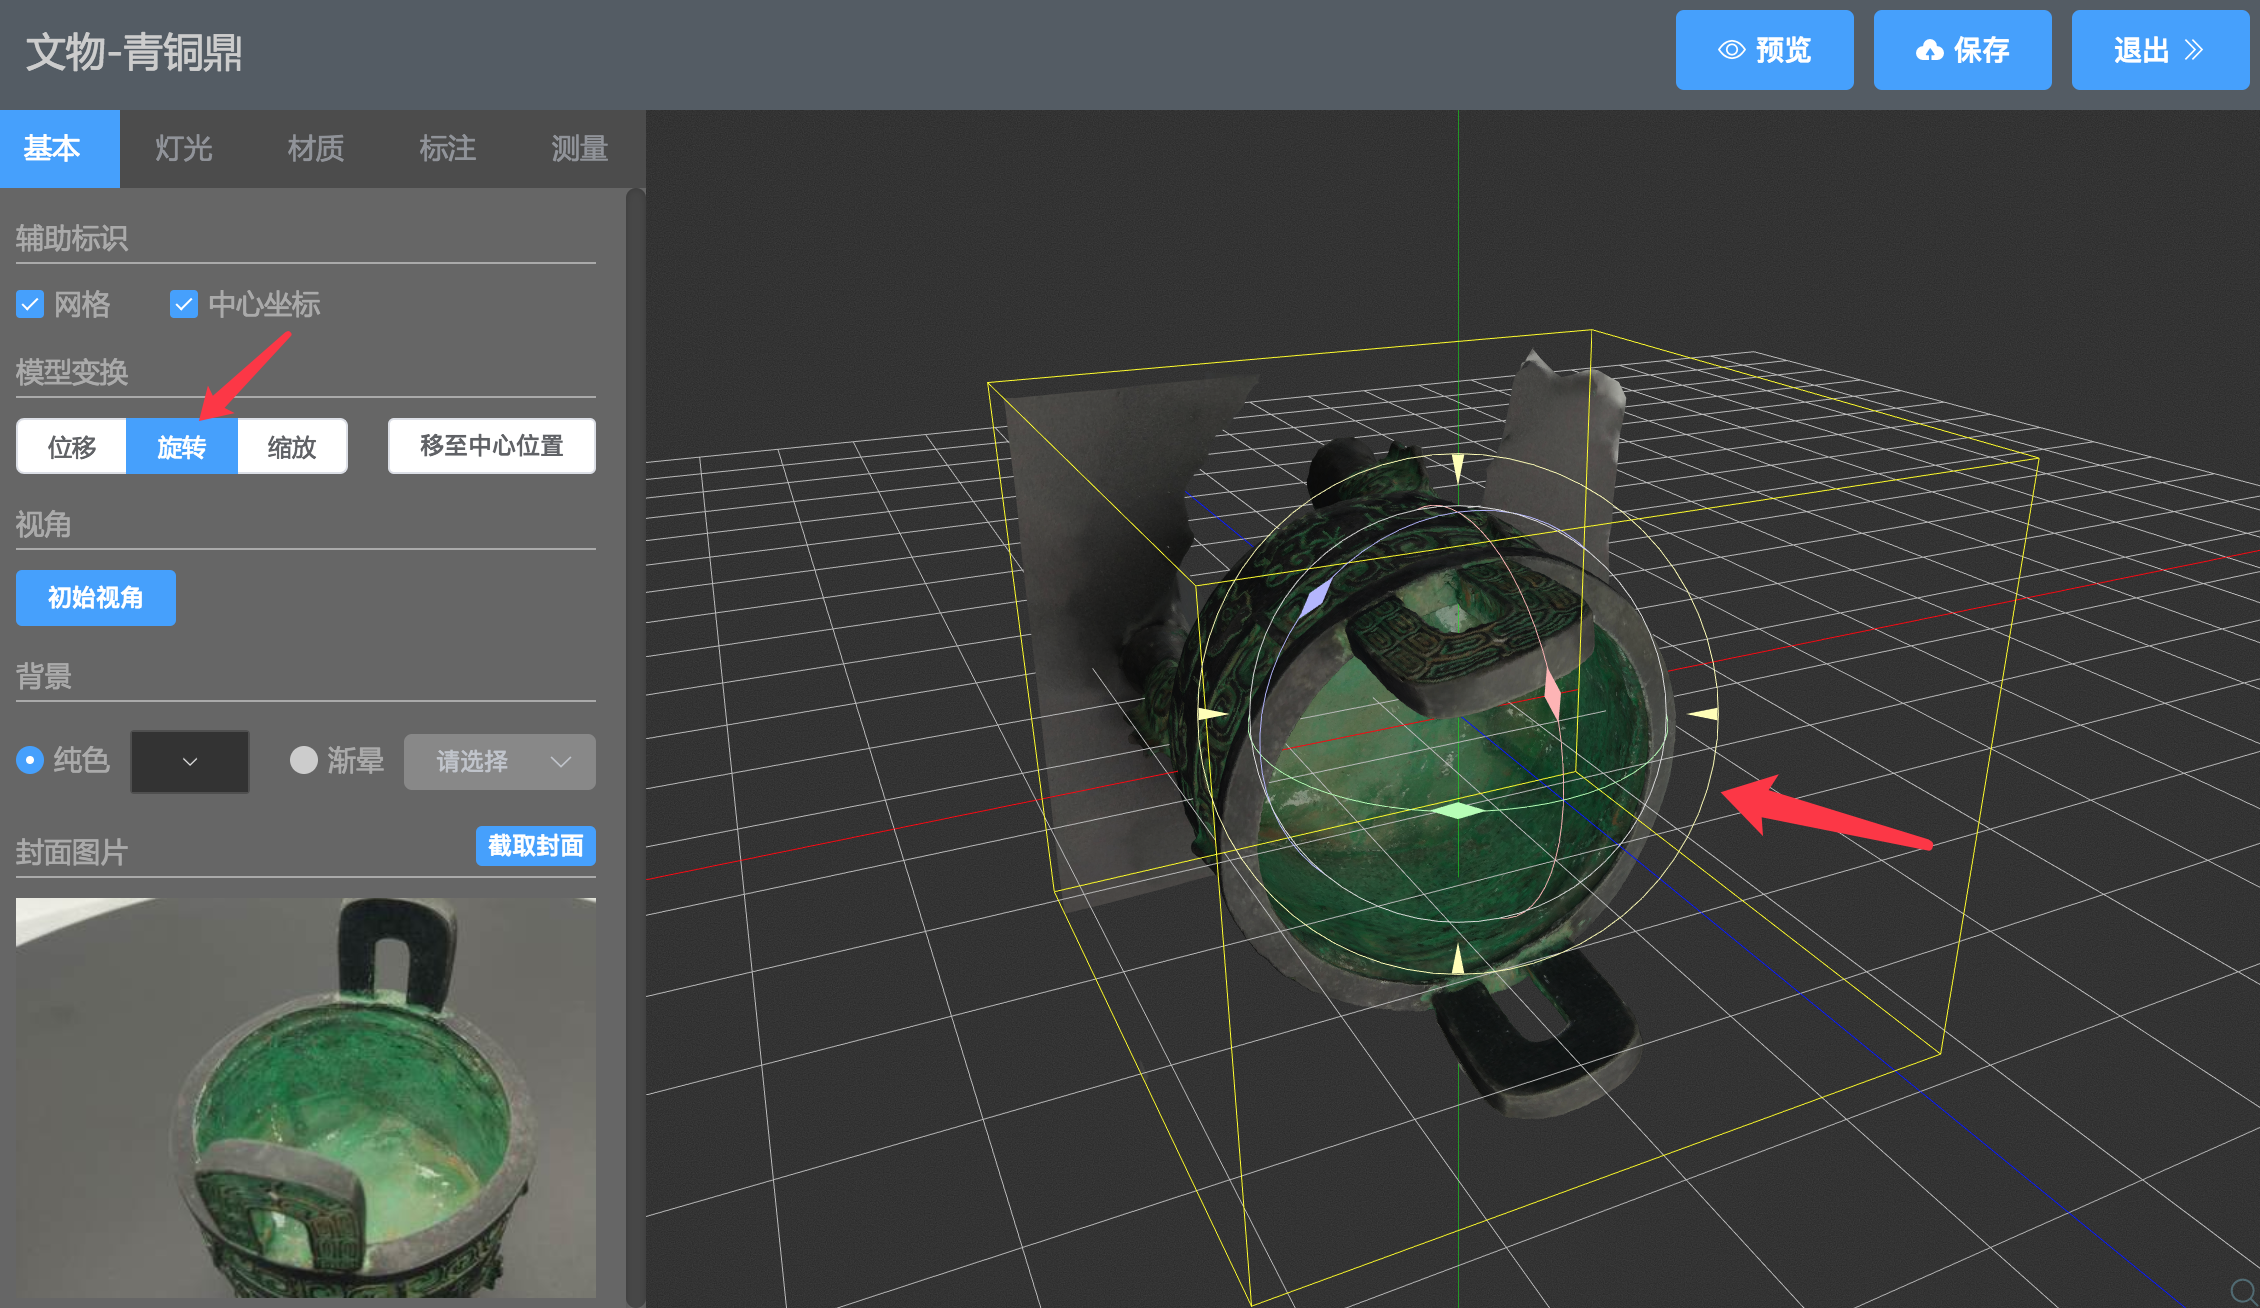 文物-青铜鼎
预览
保存
退出
基本
灯光
材质
标注
测量
辅助标识
网格
中心坐标
模型变换
位移
旋转
缩放
移至中心位置
视角
初始视角
背景
纯色
渐晕
请选择
封面图片
截取封面